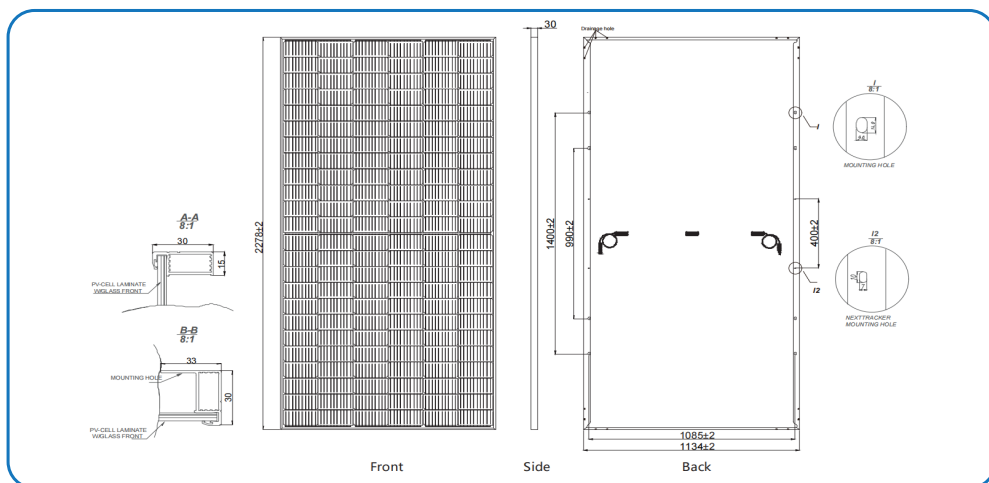 30
Drainage hole
2278±2
1400±2
990±2
400±2
1085±2
1134±2
I
8:1
MOUNTING HOLE
I
I2
I2
8:1
10
7
NEXTTRACKER
MOUNTING HOLE
A-A
8:1
30
15
PV-CELL LAMINATE
W/GLASS FRONT
B-B
8:1
33
MOUNTING HOLE
30
PV-CELL LAMINATE
W/GLASS FRONT
Front
Side
Back